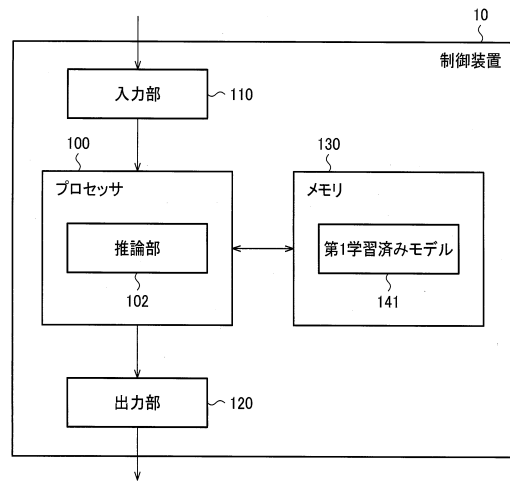 10
制御装置
入力部
110
100
プロセッサ
推論部
102
130
メモリ
第1学習済みモデル
141
出力部
120